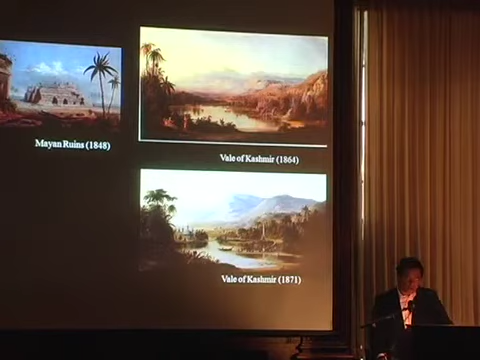 Mayan Ruins (1848)
Vale of Kashmir (1864)
Vale of Kashmir (1871)